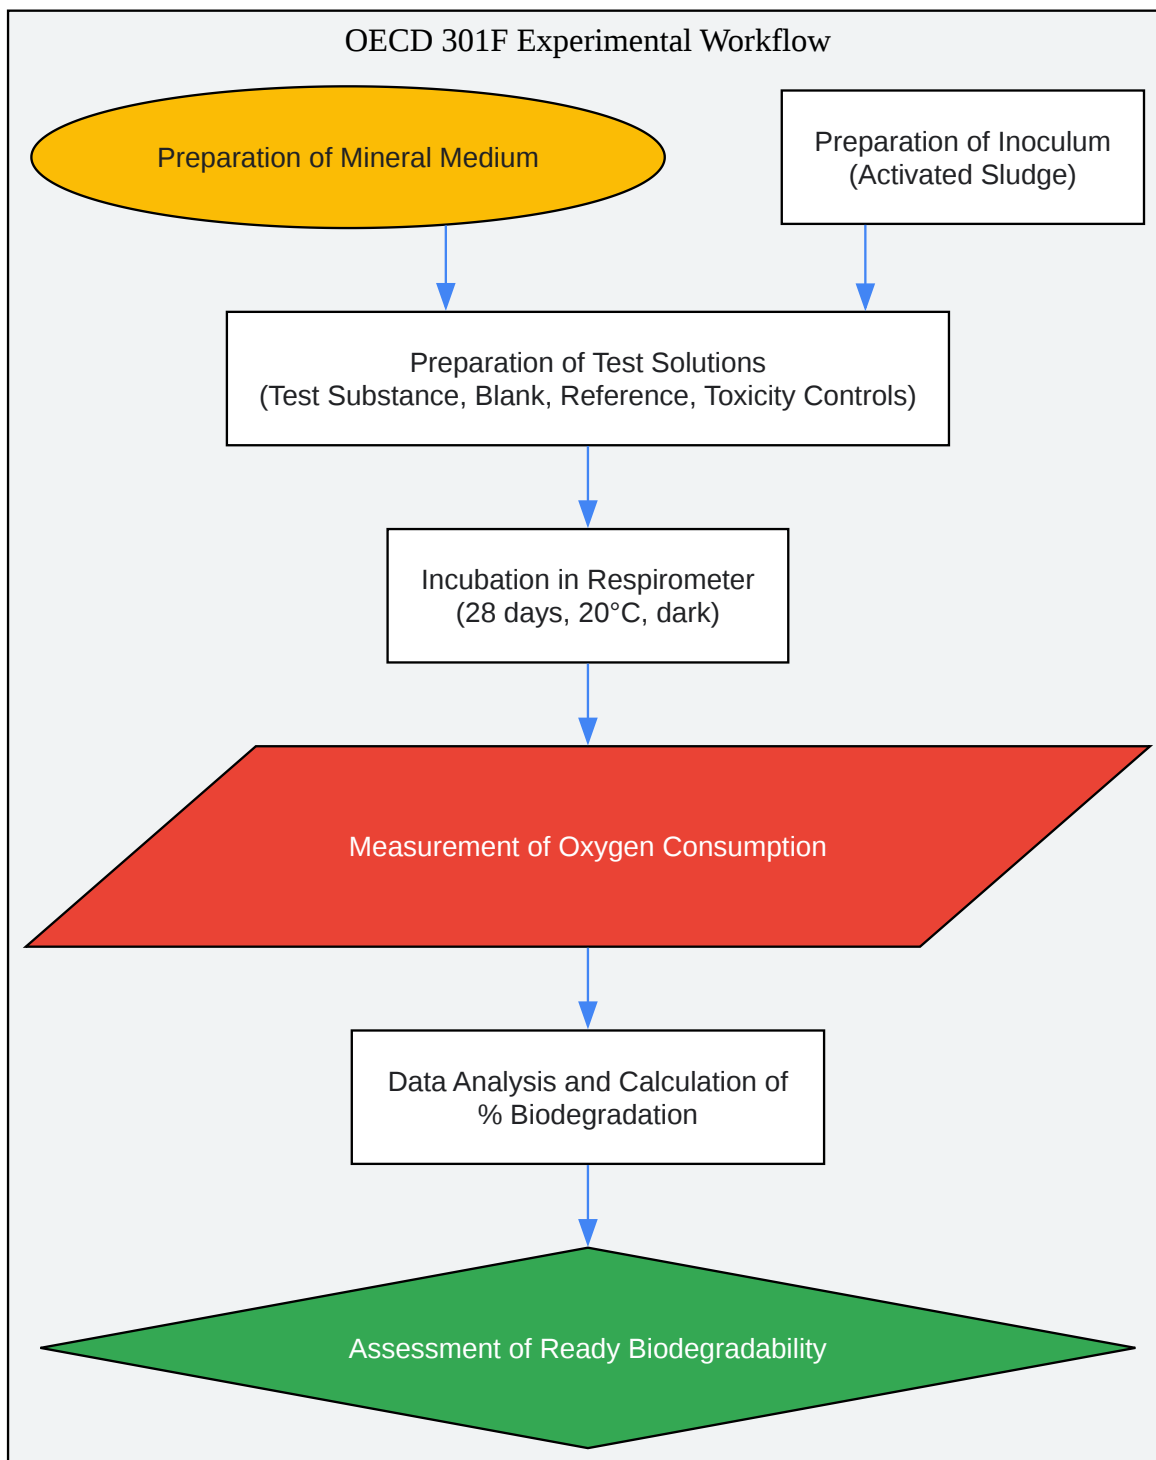 OECD 301F Experimental Workflow
Preparation of Mineral Medium
Preparation of Inoculum
(Activated Sludge)
Preparation of Test Solutions
(Test Substance, Blank, Reference, Toxicity Controls)
Incubation in Respirometer
(28 days, 20°C, dark)
Measurement of Oxygen Consumption
Data Analysis and Calculation of
% Biodegradation
Assessment of Ready Biodegradability